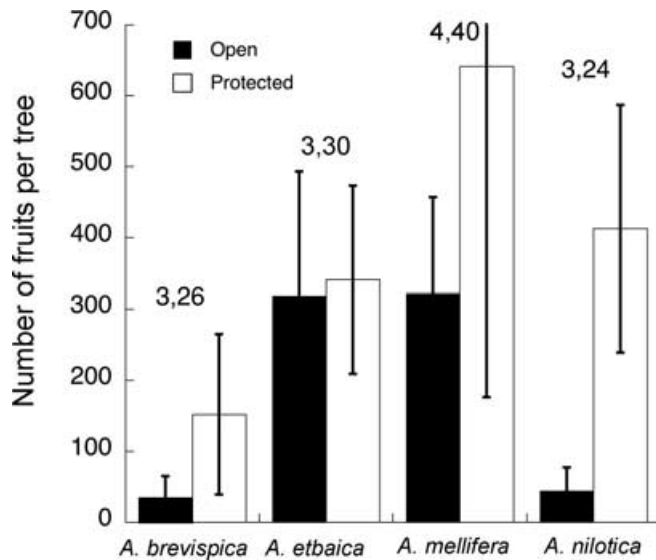 Number of fruits per tree
700
600
500
400
300
200
100
0
Open
Protected
3,26
3,30
4,40
3,24
A. brevispica
A. etbaica
A. mellifera
A. nilotica